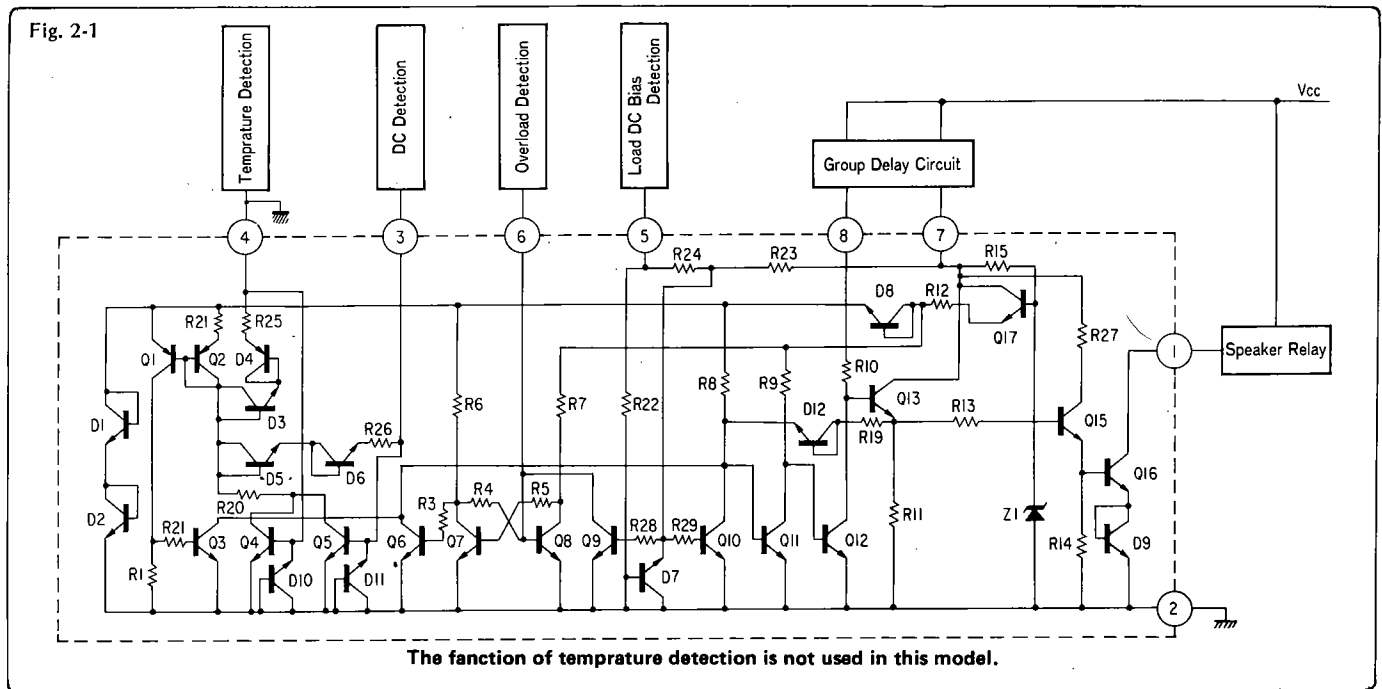 Fig. 2-1
Temprature Detection
DC Detection
Overload Detection
Load DC Bias
Detection
Vcc
Group Delay Circuit
4
3
6
5
8
7
R24
R23
R15
D8
R12
Q17
R27
1
Speaker Relay
R21
R25
Q1
Q2
D4
D3
R6
R7
R22
R8
R9
R10
Q13
D12
R19
R13
Q15
D1
D5
D6
R26
Q16
D2
R20
R3
R4
R5
R28
R29
R11
Z1
R14
D9
R21
Q3
Q4
Q5
Q6
Q7
Q8
Q9
Q10
Q11
Q12
R1
D10
D11
D7
2
The fanction of temprature detection is not used in this model.